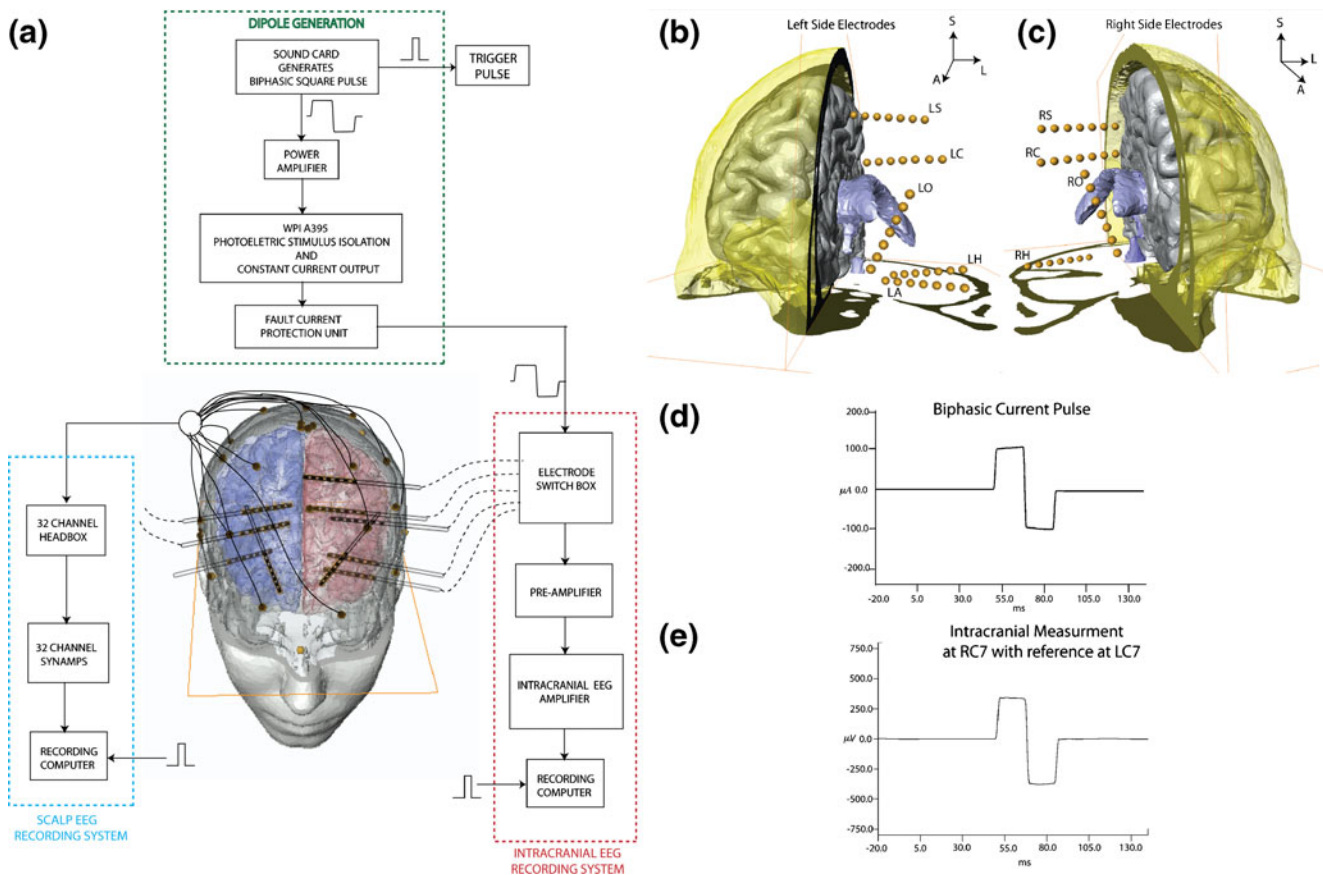 (a)
DIPOLE GENERATION
SOUND CARD
GENERATES
BIPHASIC SQUARE PULSE
TRIGGER
PULSE
POWER
AMPLIFIER
WPI A395
PHOTOELETRIC STIMULUS ISOLATION
AND
CONSTANT CURRENT OUTPUT
FAULT CURRENT
PROTECTION UNIT
32 CHANNEL
HEADBOX
32 CHANNEL
SYNAMPS
RECORDING
COMPUTER
SCALP EEG
RECORDING SYSTEM
ELECTRODE
SWITCH BOX
PRE-AMPLIFIER
INTRACRANIAL EEG
AMPLIFIER
RECORDING
COMPUTER
INTRACRANIAL EEG
RECORDING SYSTEM
(b)
Left Side Electrodes
S
L
A
LS
LC
LO
LH
LA
(c)
Right Side Electrodes
S
L
A
RS
RC
RO
RH
(d)
Biphasic Current Pulse
200.0
100.0
μA 0.0
-100.0
-200.0
-20.0 5.0 30.0 55.0 80.0 105.0 130.0
ms
(e)
Intracranial Measurment
at RC7 with reference at LC7
750.0
500.0
250.0
μV 0.0
-250.0
-500.0
-750.0
-20.0 5.0 30.0 55.0 80.0 105.0 130.0
ms